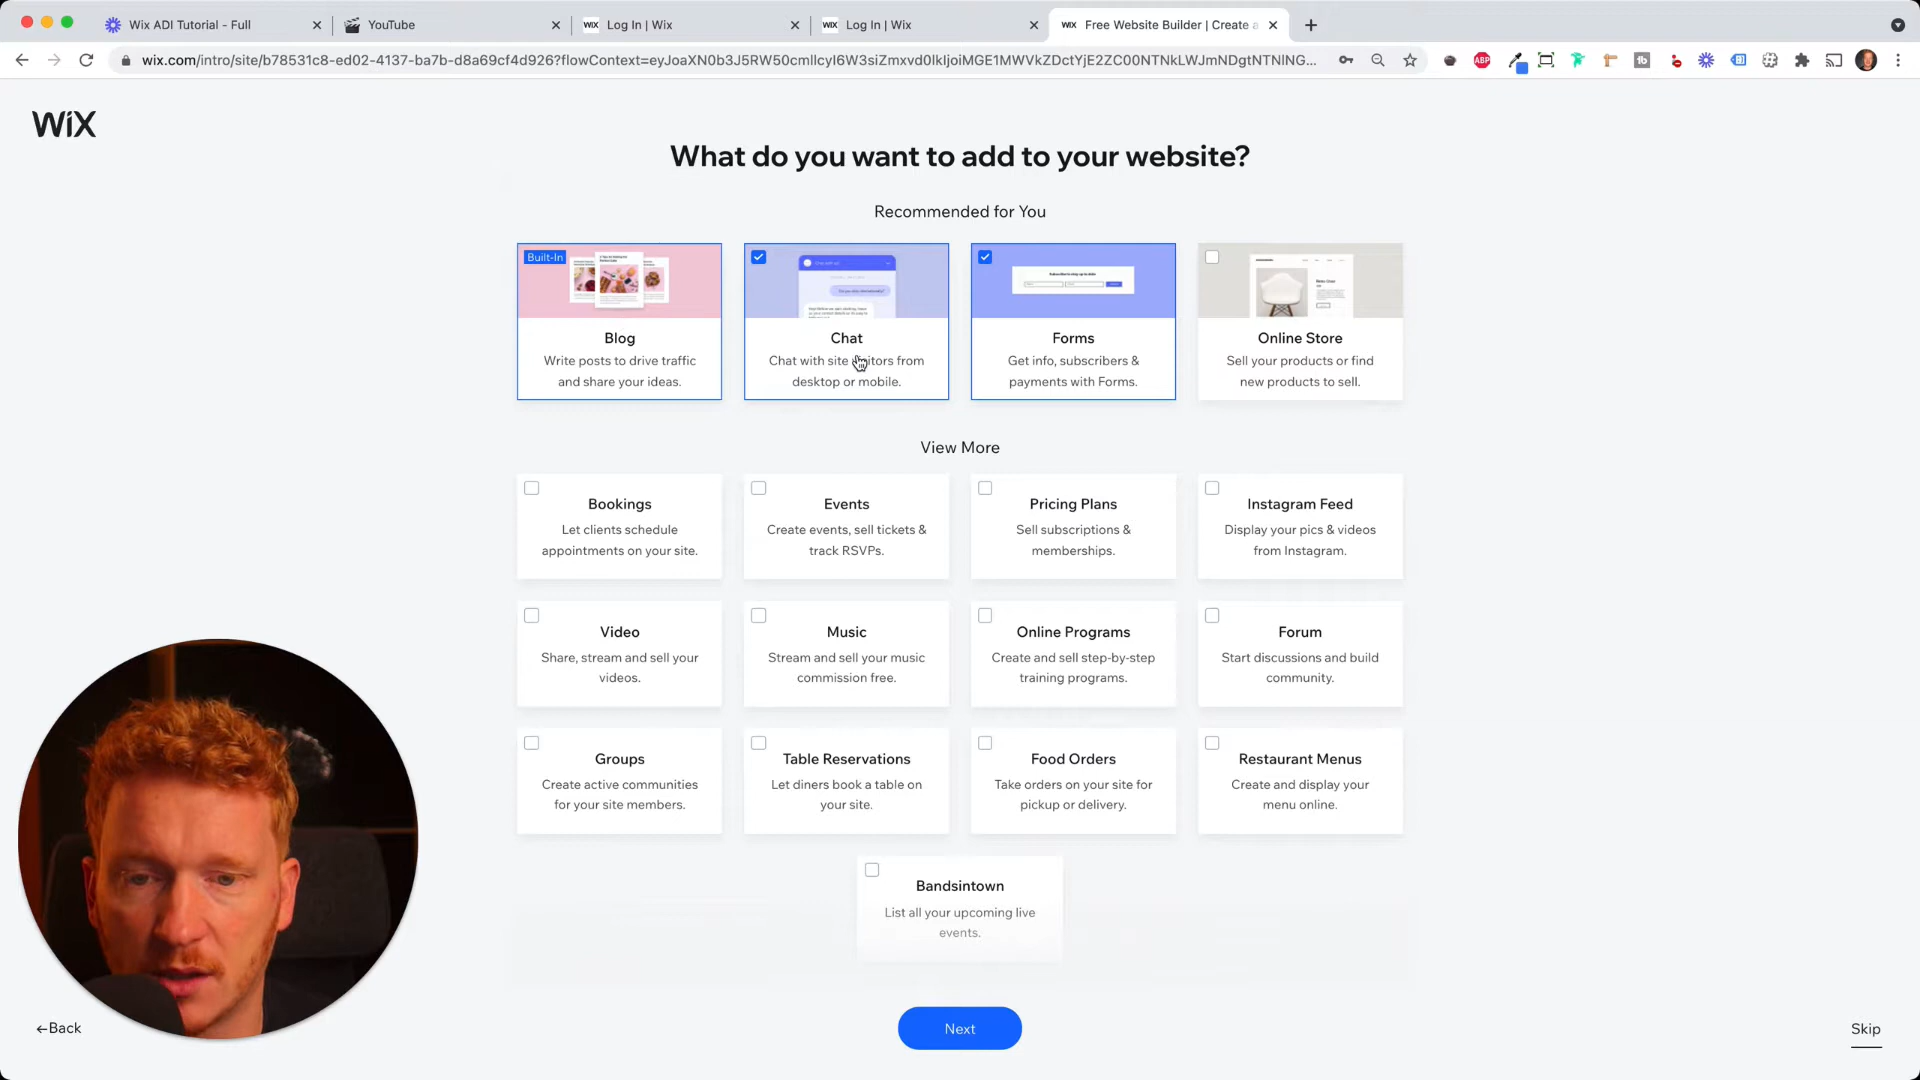 Wix ADI Tutorial - Full
YouTube
Log In | Wix
Log In | Wix
Free Website Builder | Create a
WiX
What do you want to add to your website?
Recommended for You
Built-In
Blog
Write posts to drive traffic
and share your ideas.
Chat
Chat with site visitors from
desktop or mobile.
Forms
Get info, subscribers &
payments with Forms.
Online Store
Sell your products or find
new products to sell.
View More
Bookings
Let clients schedule
appointments on your site.
Events
Create events, sell tickets &
track RSVPs.
Pricing Plans
Sell subscriptions &
memberships.
Instagram Feed
Display your pics & videos
from Instagram.
Video
Share, stream and sell your
videos.
Music
Stream and sell your music
commission free.
Online Programs
Create and sell step-by-step
training programs.
Forum
Start discussions and build
community.
Groups
Create active communities
for your site members.
Table Reservations
Let diners book a table on
your site.
Food Orders
Take orders on your site for
pickup or delivery.
Restaurant Menus
Create and display your
menu online.
Bandsintown
List all your upcoming live
events.
←Back
Next
Skip